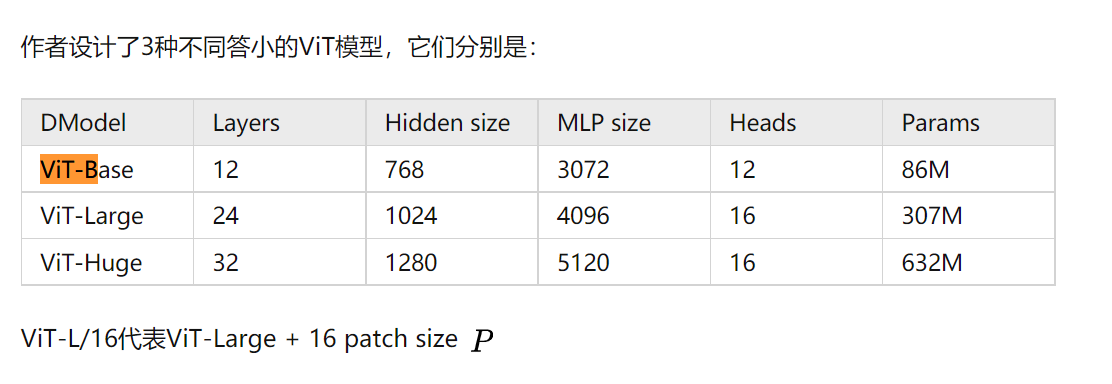 作者设计了3种不同答小的ViT模型，它们分别是：
DModel Layers Hidden size MLP size Heads Params
ViT-Base 12 768 3072 12 86M
ViT-Large 24 1024 4096 16 307M
ViT-Huge 32 1280 5120 16 632M
ViT-L/16代表ViT-Large + 16 patch size P